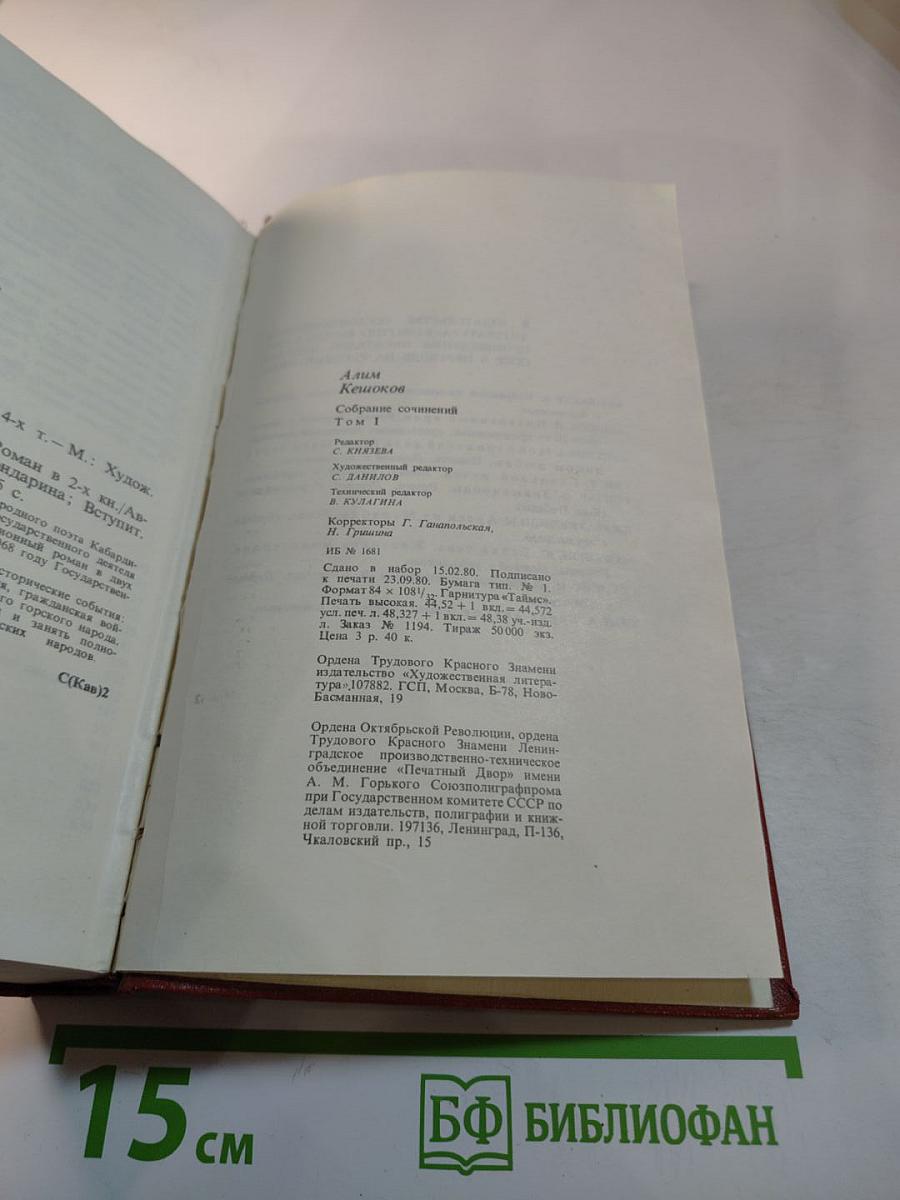 4-х т. — М.: Худож.
Роман в 2-х кн./Ав-
ндарина; Вступит.
с.
родного поэта Кабарди-
осударственного деятеля
ционный роман в двух
968 году Государствен-
сторические события:
я, гражданская вой-
го горского народа,
и занять полно-
ских народов.
С(Кав)2
Алим
Кешоков
Собрание сочинений
Том 1
Редактор
С. КНЯЗЕВА
Художественный редактор
С. ДАНИЛОВ
Технический редактор
В. КУЛАГИНА
Корректоры Г. Ганапольская,
Н. Гришина
ИБ № 1681
Сдано в набор 15.02.80. Подписано
к печати 23.09.80. Бумага тип. № 1.
Формат 84 × 108 1/32. Гарнитура «Таймс».
Печать высокая. 44,52 + 1 вкл. = 44,572
усл. печ. л. 48,327 + 1 вкл. = 48,38 уч.-изд.
л. Заказ № 1194. Тираж 50 000 экз.
Цена 3 р. 40 к.
Ордена Трудового Красного Знамени
издательство «Художественная литера-
тура», 107882. ГСП, Москва, Б-78, Ново-
Басманная, 19
Ордена Октябрьской Революции, ордена
Трудового Красного Знамени Ленин-
градское производственно-техническое
объединение «Печатный Двор» имени
А. М. Горького Союзполиграфпрома
при Государственном комитете СССР по
делам издательств, полиграфии и книж-
ной торговли. 197136, Ленинград, П-136,
Чкаловский пр., 15
15 см
БФ БИБЛИОФАН